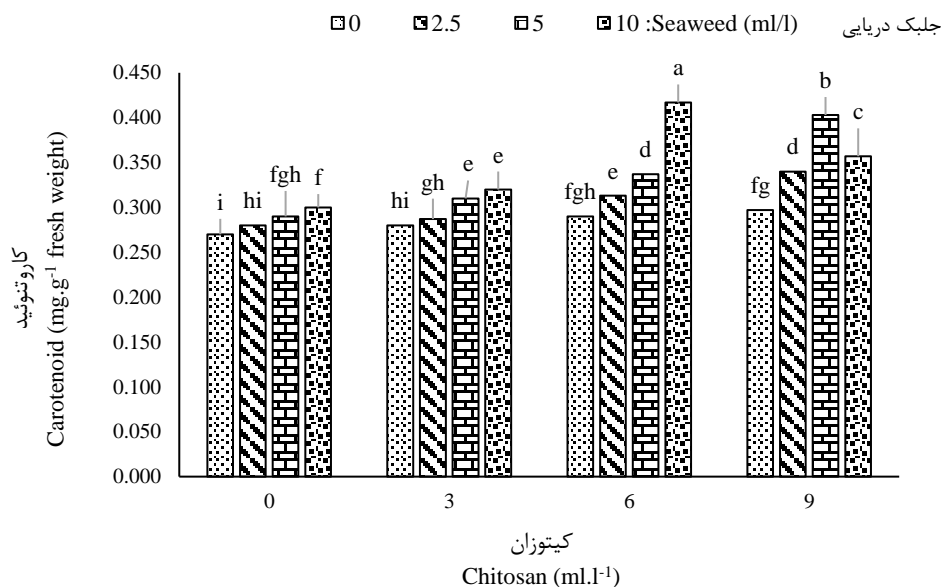 0 2.5 5 10 :Seaweed (ml/l) جلبک دریایی
0.450
0.400
0.350
0.300
0.250
0.200
0.150
0.100
0.050
0.000
کاروتنوئید
Carotenoid (mg.g-1 fresh weight)
i hi fgh f
hi gh e e
fgh e d a
fg d b c
0 3 6 9
کیتوزان
Chitosan (ml.l-1)